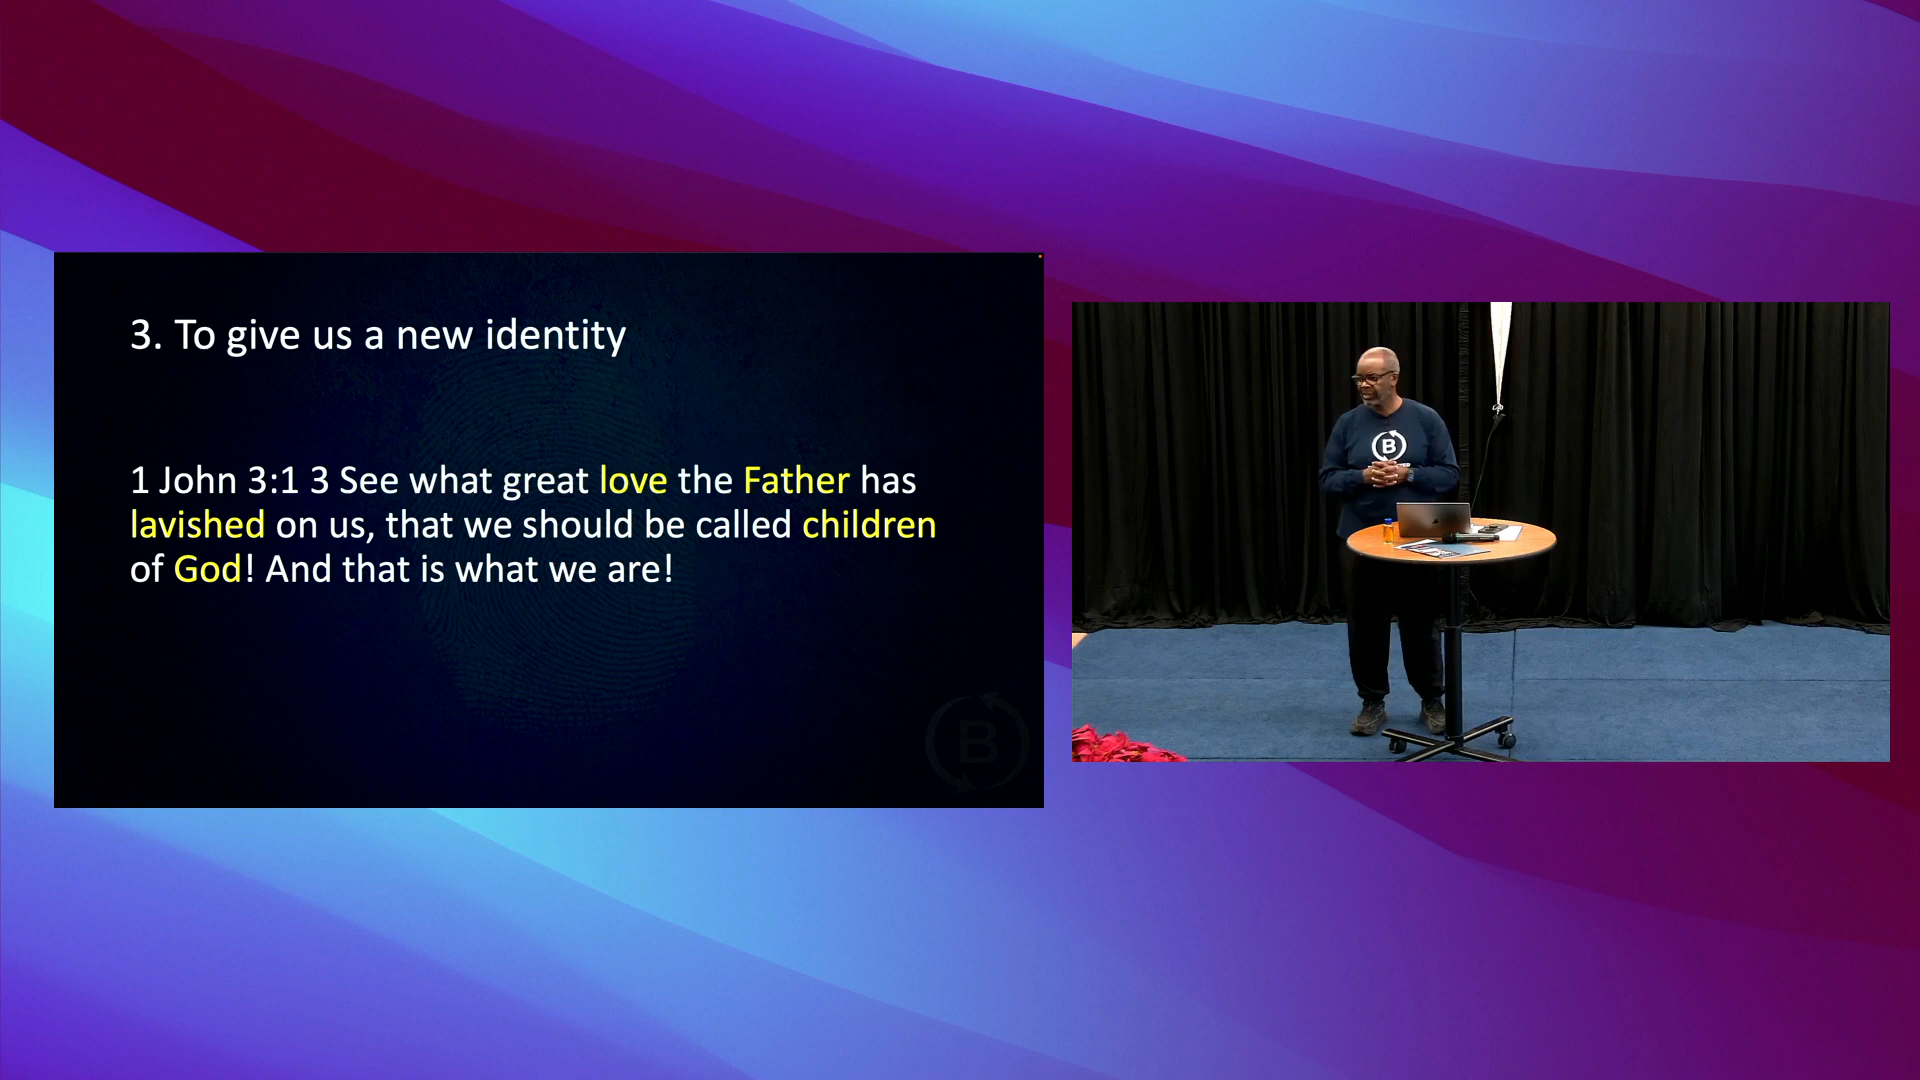 3. To give us a new identity
1 John 3:1 3 See what great love the Father has
lavished on us, that we should be called children
of God! And that is what we are!
B
B